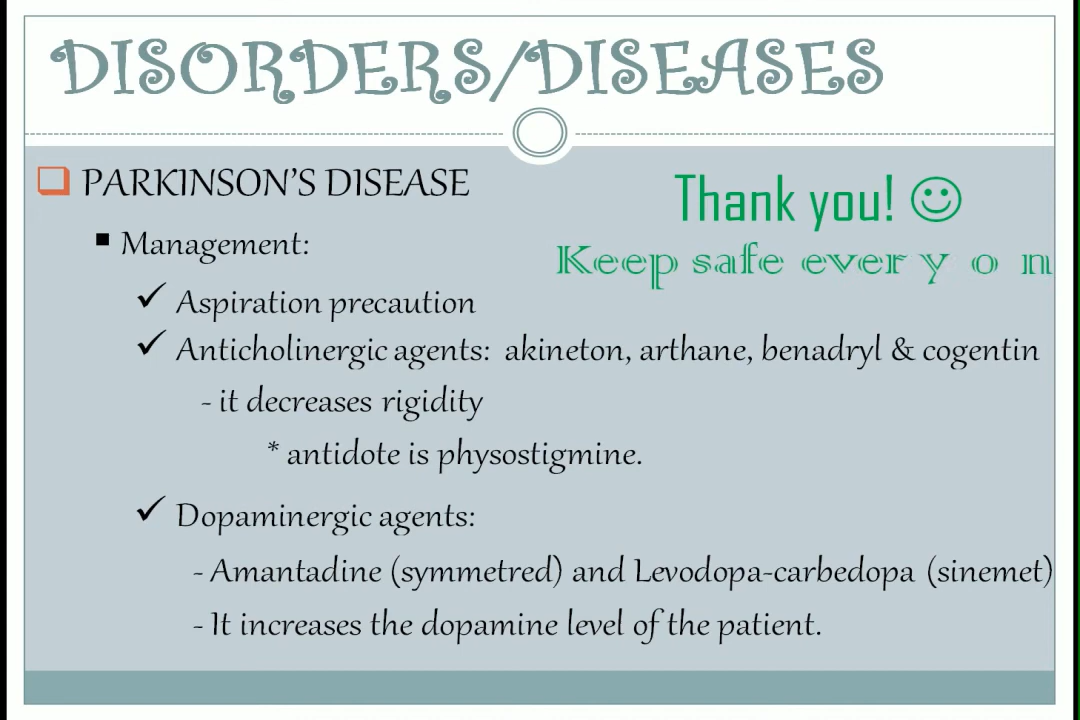 DISORDERS/DISEASES
PARKINSON'S DISEASE
Thank you! ☺
Management:
Keep safe every o n
Aspiration precaution
Anticholinergic agents: akineton, arthane, benadryl & cogentin
- it decreases rigidity
* antidote is physostigmine.
Dopaminergic agents:
- Amantadine (symmetred) and Levodopa-carbedopa (sinemet)
- It increases the dopamine level of the patient.